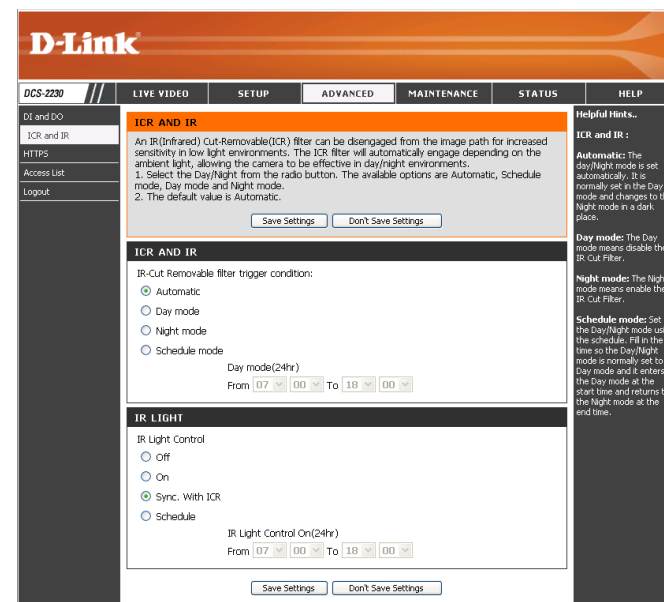 D-Link
DCS-2230
LIVE VIDEO
SETUP
ADVANCED
MAINTENANCE
STATUS
HELP
DI and DO
ICR and IR
HTTPS
Access List
Logout
ICR AND IR
An IR(Infrared) Cut-Removable(ICR) filter can be disengaged from the image path for increased
sensitivity in low light environments. The ICR filter will automatically engage depending on the
ambient light, allowing the camera to be effective in day/night environments.
1. Select the Day/Night from the radio button. The available options are Automatic, Schedule
mode, Day mode and Night mode.
2. The default value is Automatic.
Save Settings
Don't Save Settings
ICR AND IR
IR-Cut Removable filter trigger condition:
Automatic
Day mode
Night mode
Schedule mode
Day mode(24hr)
From 07 00 To 18 00
IR LIGHT
IR Light Control
Off
On
Sync. With ICR
Schedule
IR Light Control On(24hr)
From 07 00 To 18 00
Save Settings
Don't Save Settings
Helpful Hints..
ICR and IR :
Automatic: The
day/Night mode is set
automatically. It is
normally set in the Day
mode and changes to
Night mode in a dark
place.
Day mode: The Day
mode means disable the
IR Cut Filter.
Night mode: The
mode means enable the
IR Cut Filter.
Schedule mode: Set
the Day/Night mode
the schedule. Fill in the
time so the Day/Night
mode is normally set to
Day mode and it enters
the Day mode at the
start time and returns
the Night mode at the
end time.